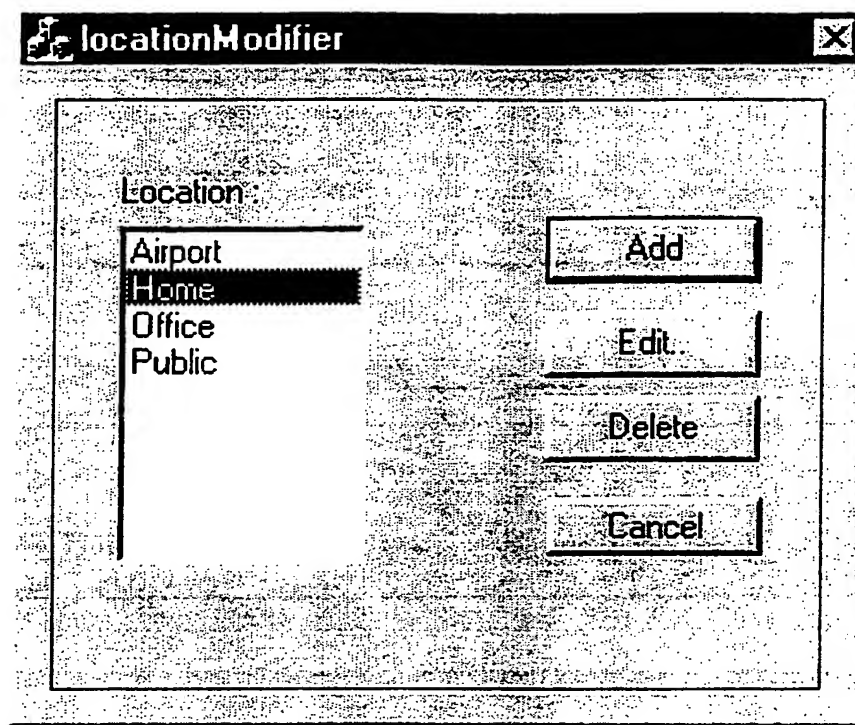 locationModifier
Location :
Airport
Home
Office
Public
Add
Edit..
Delete
Cancel